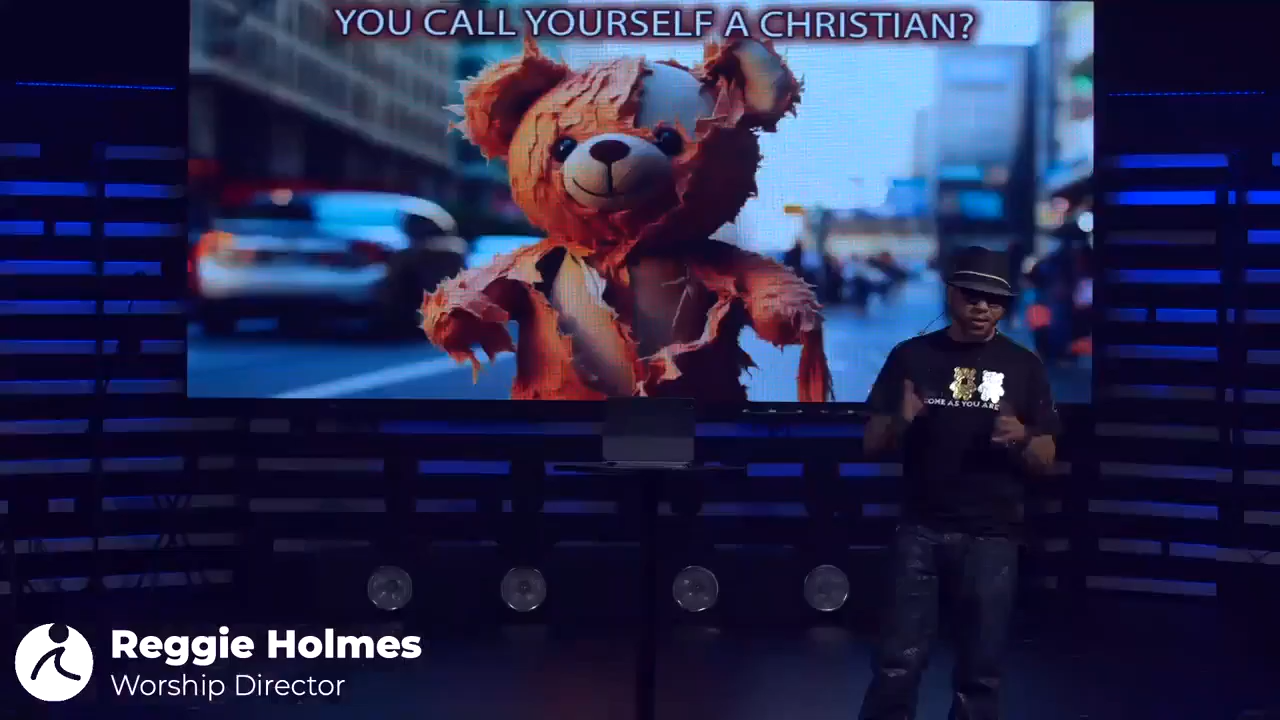 YOU CALL YOURSELF A CHRISTIAN?
COME AS YOU ARE
Reggie Holmes
Worship Director